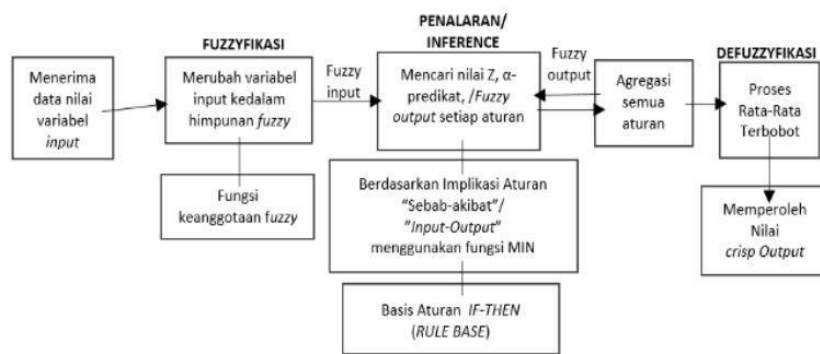 PENALARAN/
INFERENCE
FUZZYFIKASI
DEFUZZYFIKASI
Menerima
data nilai
variabel
input
Merubah variabel
input kedalam
himpunan fuzzy
Fuzzy
input
Mencari nilai Z, α-
predikat, /Fuzzy
output setiap aturan
Fuzzy
output
Agregasi
semua
aturan
Proses
Rata-Rata
Terbobot
Fungsi
keanggotaan fuzzy
Berdasarkan Implikasi Aturan
"Sebab-akibat"/
"Input-Output"
menggunakan fungsi MIN
Memperoleh
Nilai
crisp Output
Basis Aturan IF-THEN
(RULE BASE)